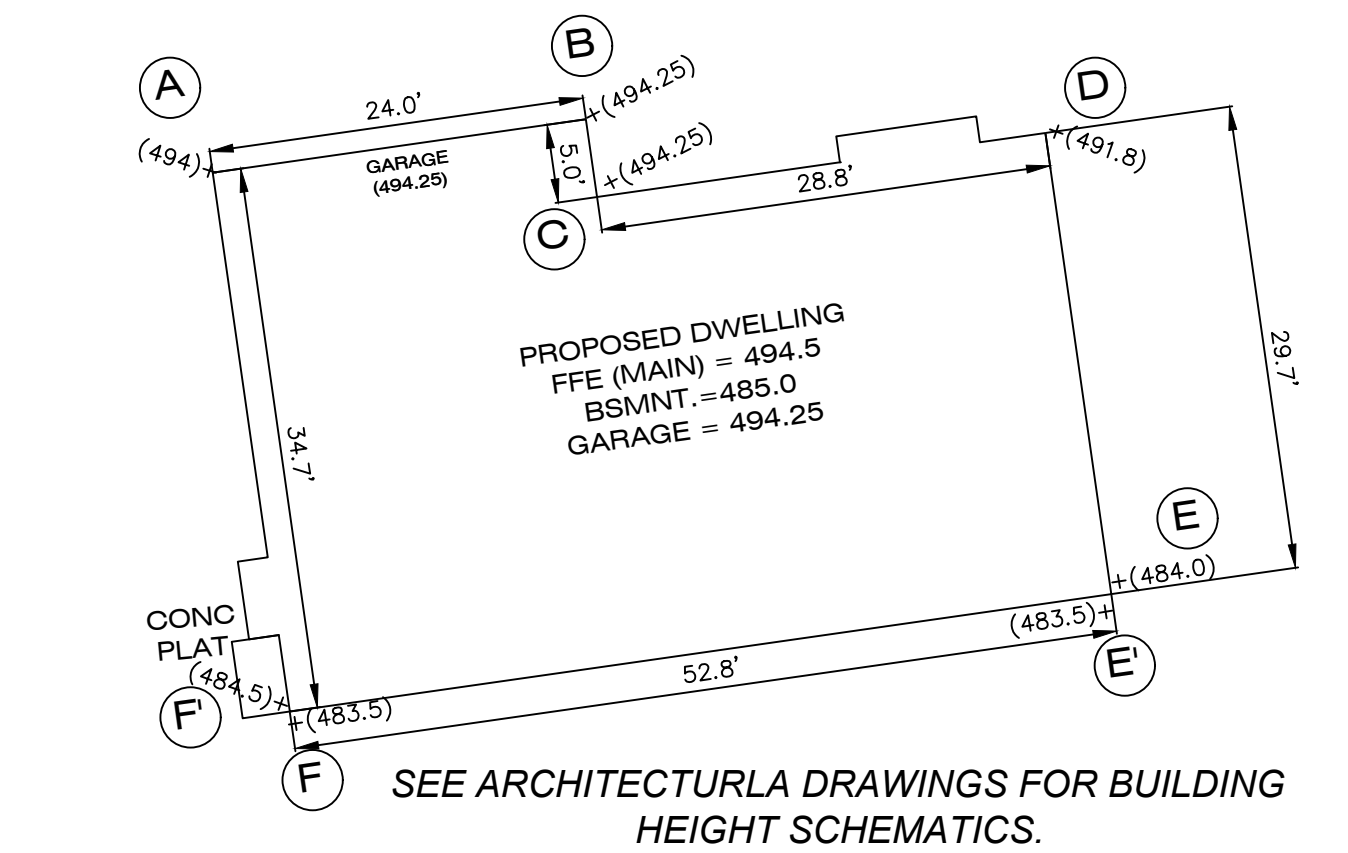 A
B
24.0'
(494.25)
D
(494)
GARAGE
(494.25)
5.0'
(494.25)
(491.8)
28.8'
C
PROPOSED DWELLING
FFE (MAIN) = 494.5
BSMNT.=485.0
GARAGE = 494.25
29.7'
34.7'
E
(484.0)
CONC
PLAT
(483.5)
E'
52.8'
(484.5)
F'
(483.5)
F
SEE ARCHITECTURLA DRAWINGS FOR BUILDING
HEIGHT SCHEMATICS.